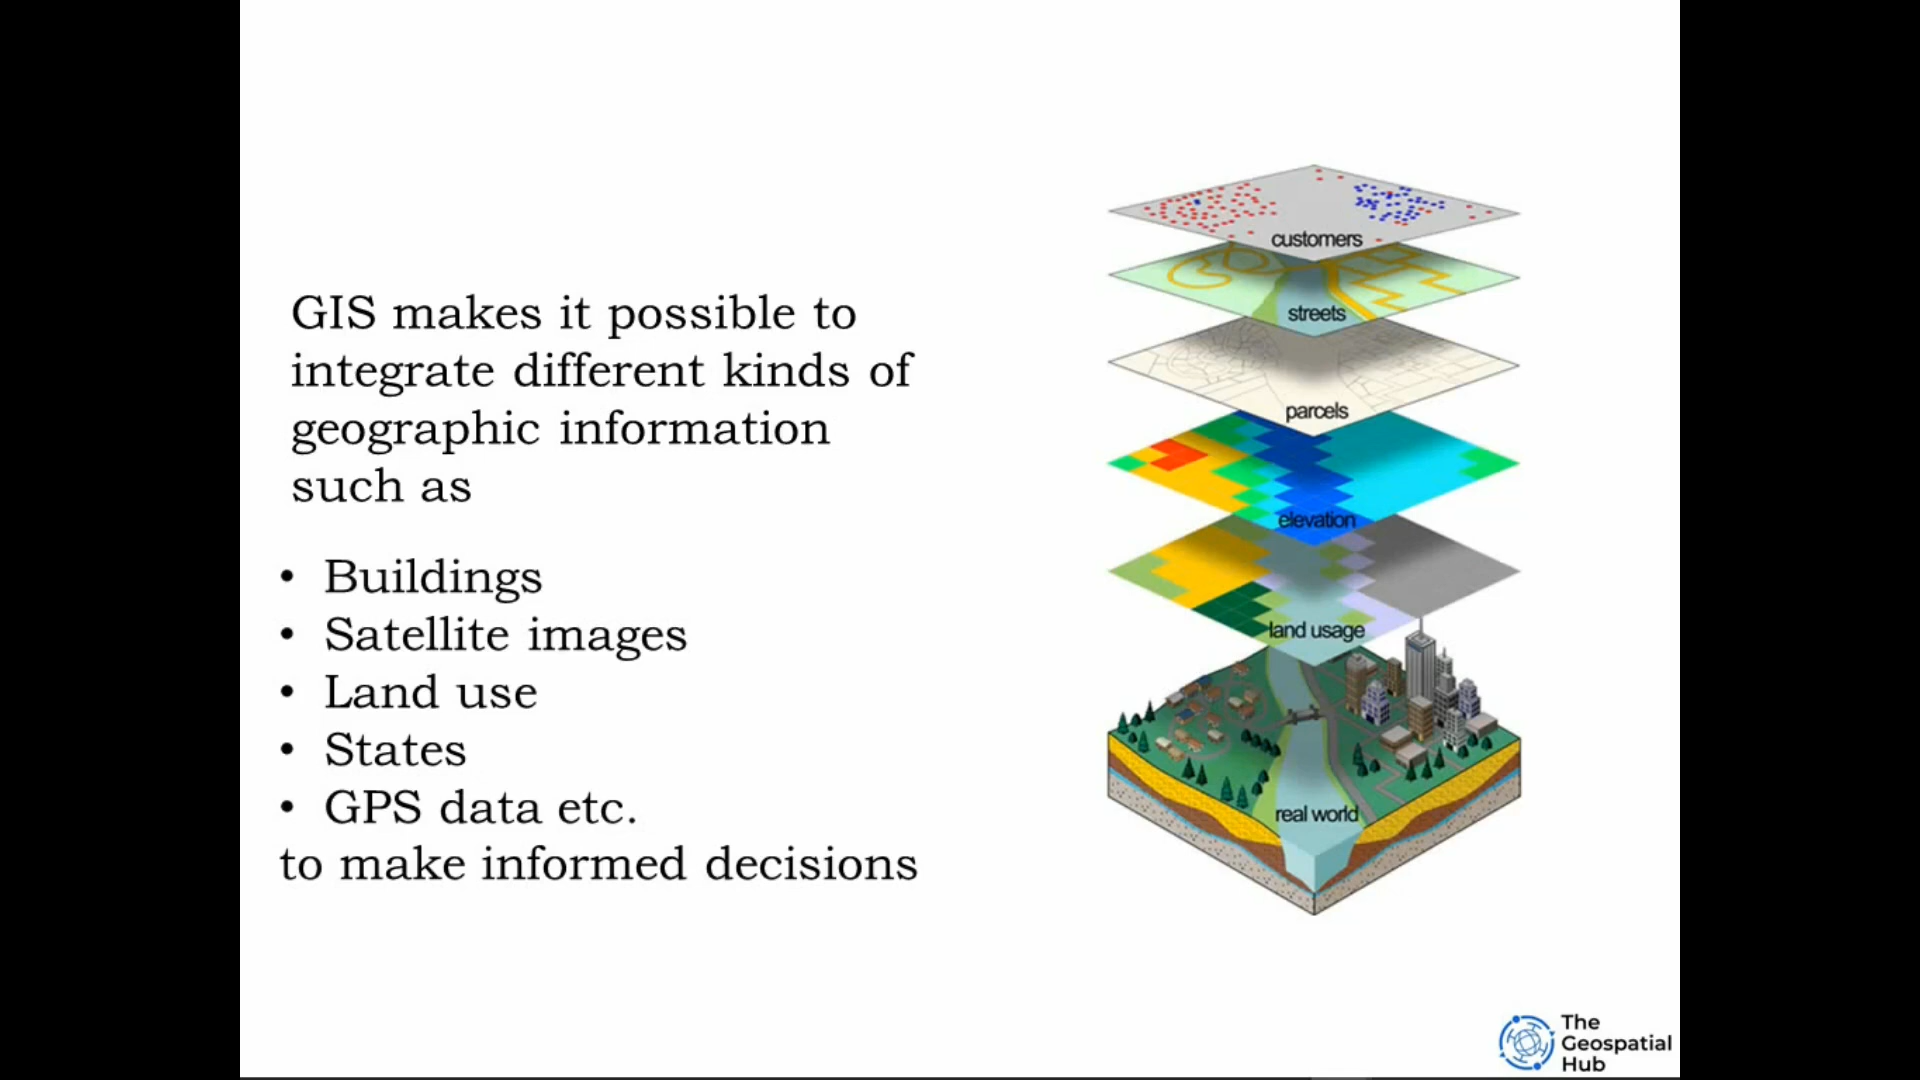 GIS makes it possible to
integrate different kinds of
geographic information
such as
• Buildings
• Satellite images
• Land use
• States
• GPS data etc.
to make informed decisions
customers
streets
parcels
elevation
land usage
real world
The
Geospatial
Hub